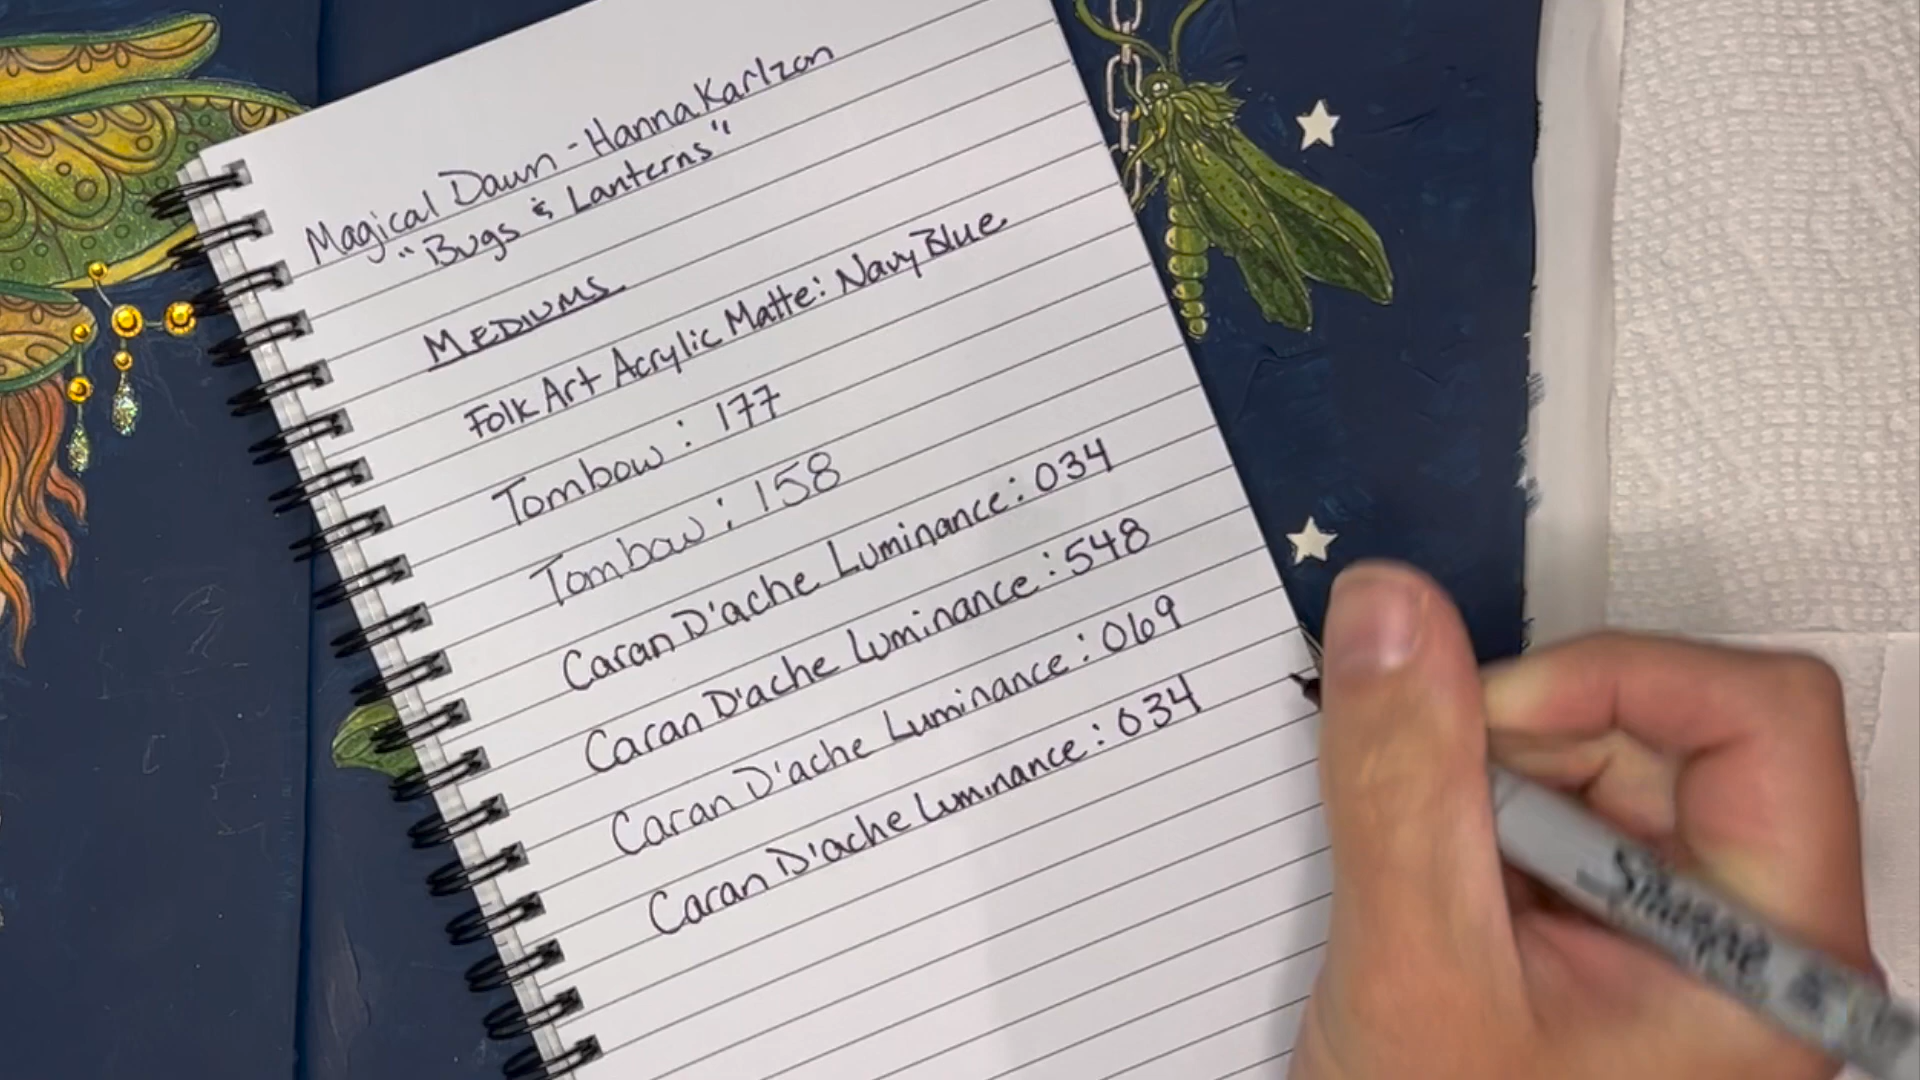 Magical Dawn - Hanna Karlzon
"Bugs & Lanterns"
MEDIUMS
Folk Art Acrylic Matte: Navy Blue
Tombow: 177
Tombow: 158
Caran D'ache Luminance: 034
Caran D'ache Luminance: 548
Caran D'ache Luminance: 069
Caran D'ache Luminance: 034
Sharpie